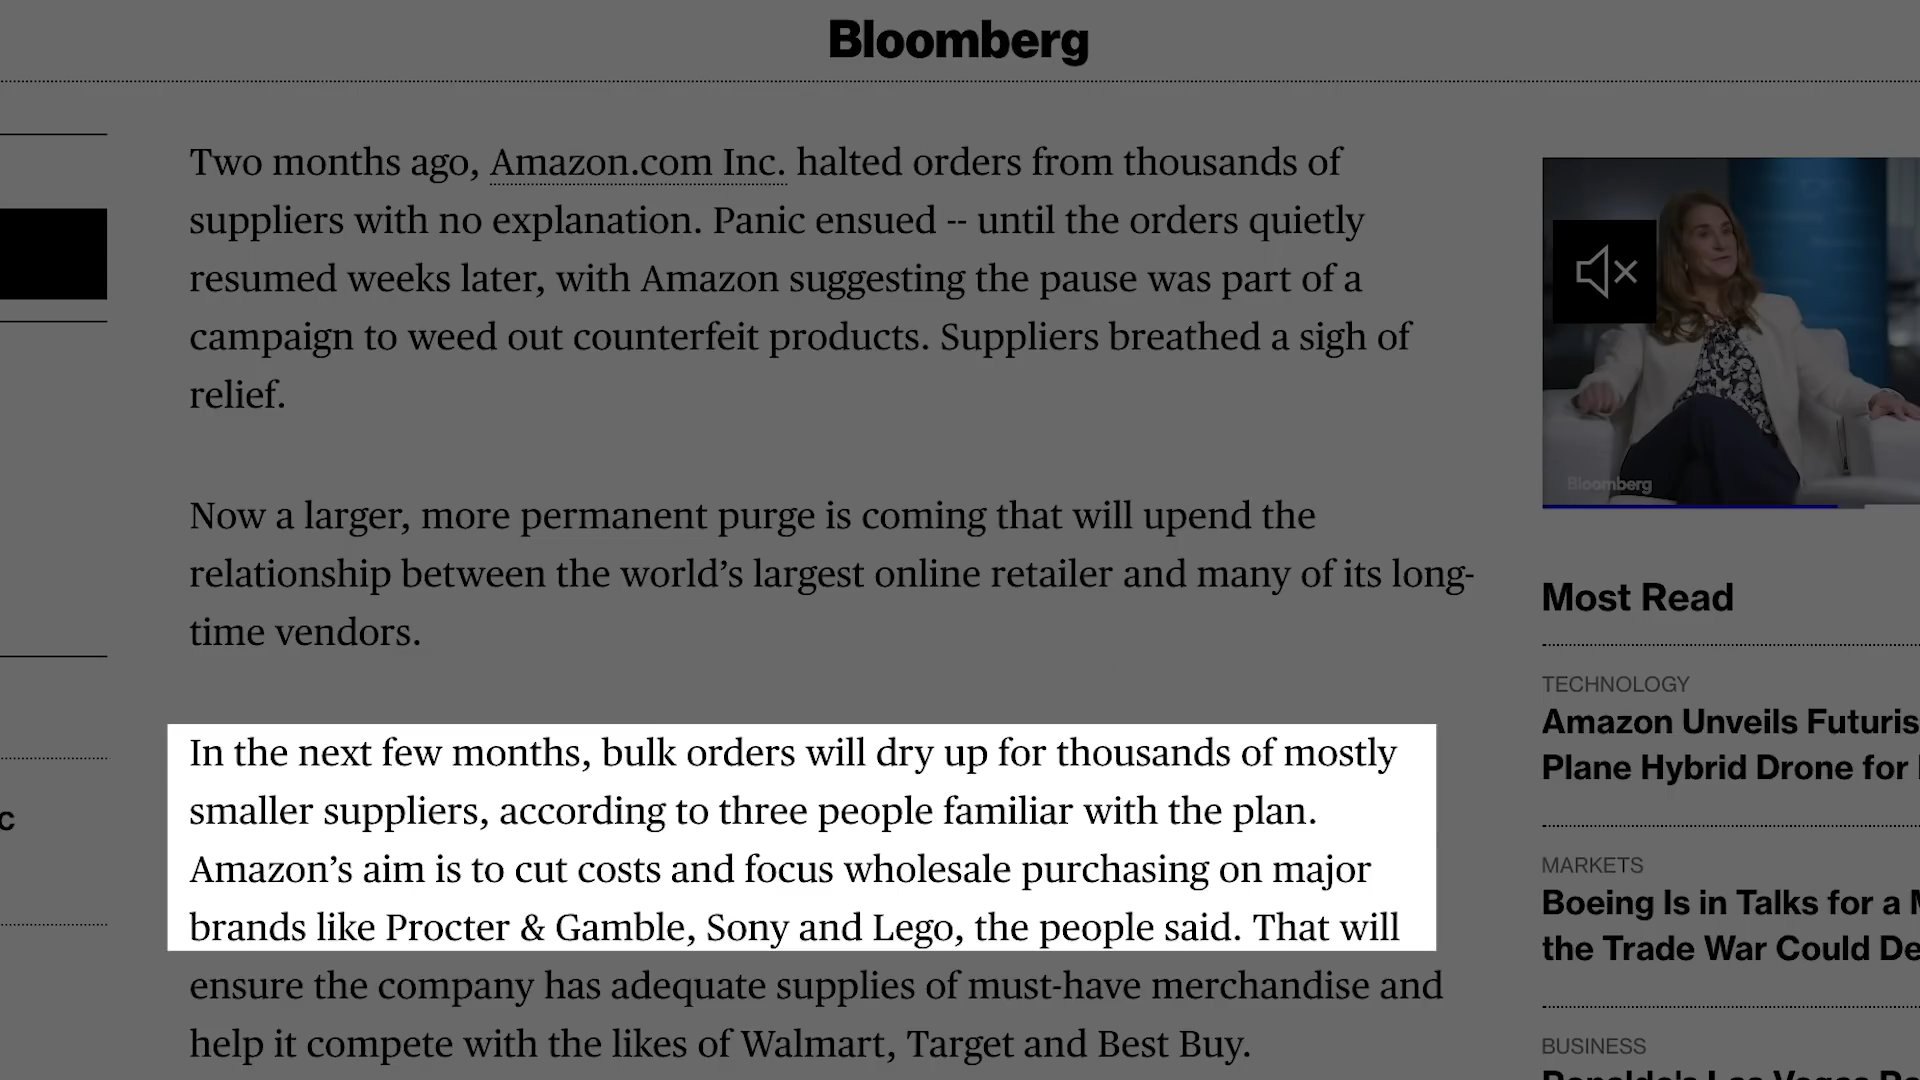 Bloomberg
Two months ago, Amazon.com Inc. halted orders from thousands of
suppliers with no explanation. Panic ensued -- until the orders quietly
resumed weeks later, with Amazon suggesting the pause was part of a
campaign to weed out counterfeit products. Suppliers breathed a sigh of
relief.
Now a larger, more permanent purge is coming that will upend the
relationship between the world’s largest online retailer and many of its long-
time vendors.
In the next few months, bulk orders will dry up for thousands of mostly
smaller suppliers, according to three people familiar with the plan.
Amazon’s aim is to cut costs and focus wholesale purchasing on major
brands like Procter & Gamble, Sony and Lego, the people said. That will
ensure the company has adequate supplies of must-have merchandise and
help it compete with the likes of Walmart, Target and Best Buy.
c
Bloomberg
Most Read
TECHNOLOGY
Amazon Unveils Futuris
Plane Hybrid Drone for
MARKETS
Boeing Is in Talks for a
the Trade War Could De
BUSINESS